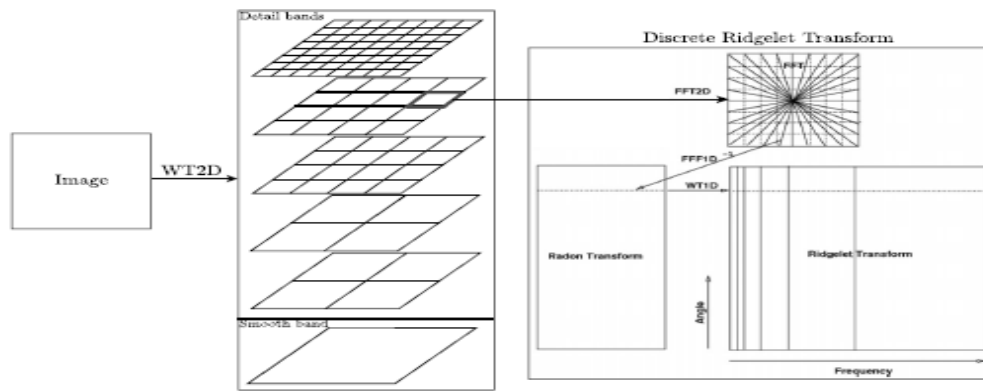 Detail bands
Discrete Ridgelet Transform
FFT
FFT2D
Image
WT2D
FFF1D -1
WT1D
Radon Transform
Ridgelet Transform
Angle
Smooth band
Frequency